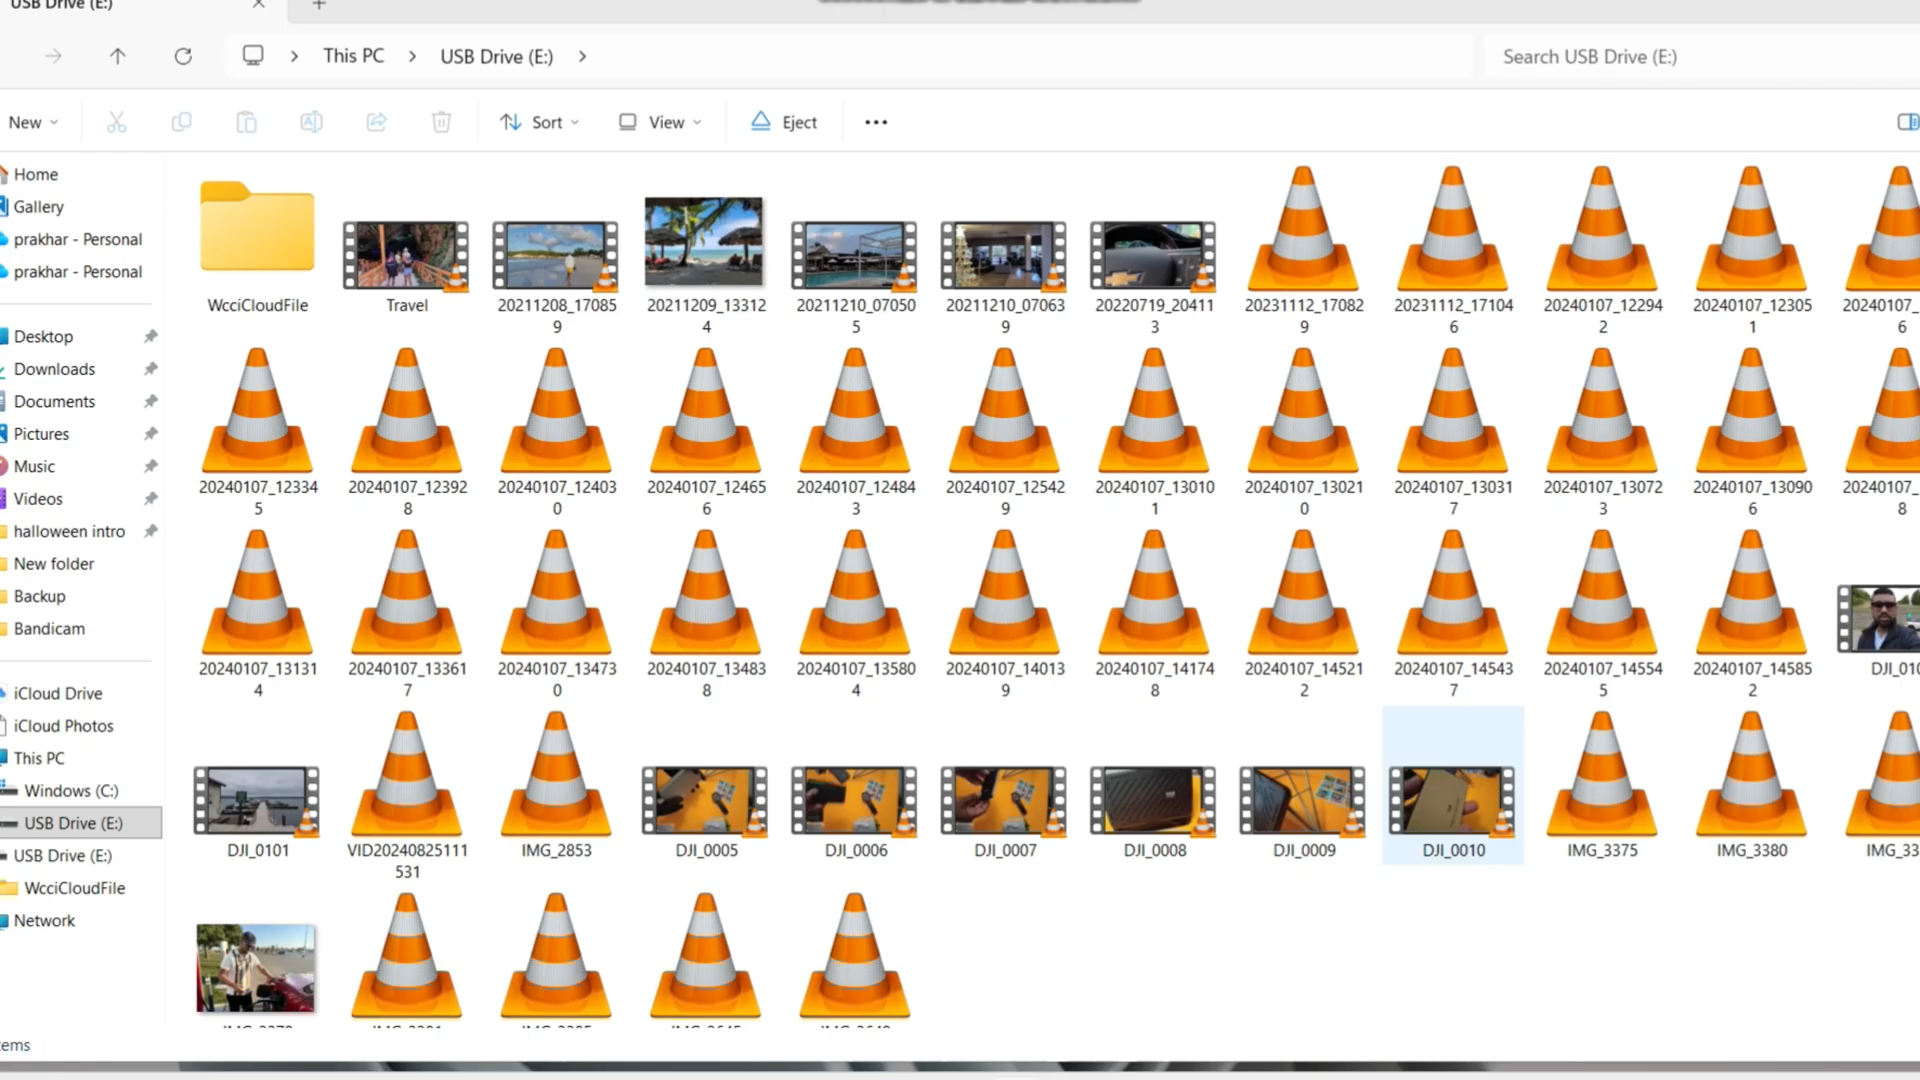 USB Drive (E:)
This PC
USB Drive (E:)
Search USB Drive (E:)
New
Sort
View
Eject
Home
Gallery
prakhar - Personal
prakhar - Personal
Desktop
Downloads
Documents
Pictures
Music
Videos
halloween intro
New folder
Backup
Bandicam
iCloud Drive
iCloud Photos
This PC
Windows (C:)
USB Drive (E:)
USB Drive (E:)
WcciCloudFile
Network
WcciCloudFile
Travel
20211208_17085
9
20211209_13312
4
20211210_07050
5
20211210_07063
9
20220719_20411
3
20231112_17082
9
20231112_17104
6
20240107_12294
2
20240107_12305
1
20240107_
6
20240107_12334
5
20240107_12392
8
20240107_12403
0
20240107_12465
6
20240107_12484
3
20240107_12542
9
20240107_13010
1
20240107_13021
0
20240107_13031
7
20240107_13072
3
20240107_13090
6
20240107_
8
20240107_13131
4
20240107_13361
7
20240107_13473
0
20240107_13483
8
20240107_13580
4
20240107_14013
9
20240107_14174
8
20240107_14521
2
20240107_14543
7
20240107_14554
5
20240107_14585
2
DJI_010
DJI_0101
VID20240825111
531
IMG_2853
DJI_0005
DJI_0006
DJI_0007
DJI_0008
DJI_0009
DJI_0010
IMG_3375
IMG_3380
IMG_33
ems